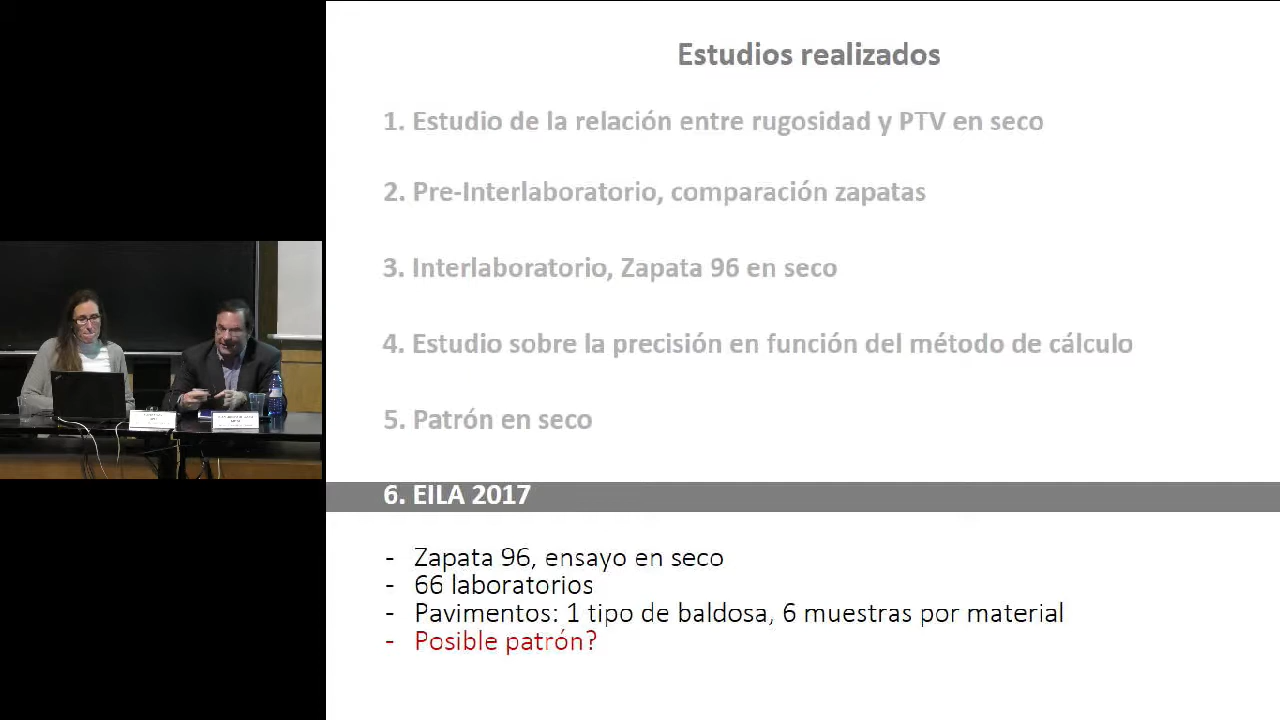 Estudios realizados
1. Estudio de la relación entre rugosidad y PTV en seco
2. Pre-Interlaboratorio, comparación zapatas
3. Interlaboratorio, Zapata 96 en seco
4. Estudio sobre la precisión en función del método de cálculo
5. Patrón en seco
6. EILA 2017
- Zapata 96, ensayo en seco
- 66 laboratorios
- Pavimentos: 1 tipo de baldosa, 6 muestras por material
- Posible patrón?